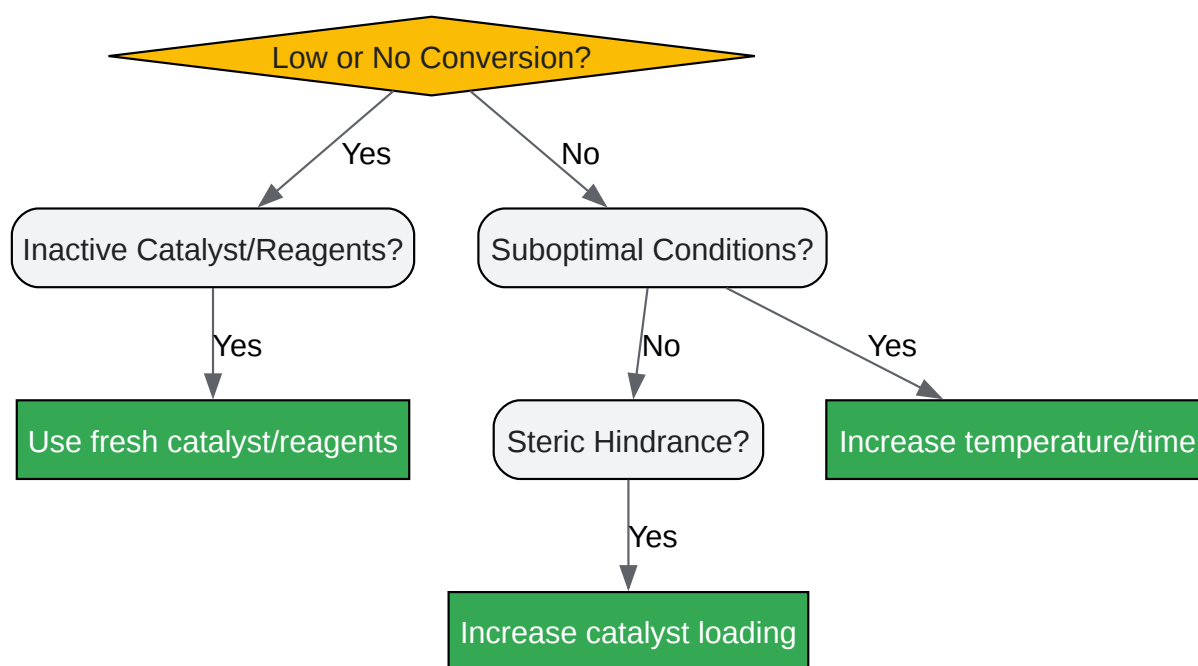 Low or No Conversion?
Yes
No
Inactive Catalyst/Reagents?
Suboptimal Conditions?
Yes
No
Yes
Use fresh catalyst/reagents
Steric Hindrance?
Increase temperature/time
Yes
Increase catalyst loading